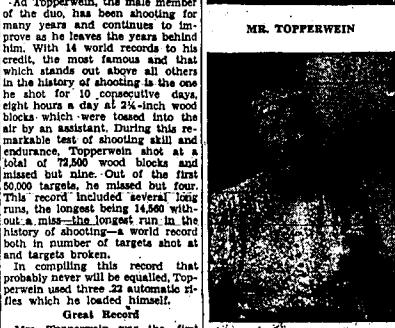 Ad Topperwein, the male member
of the duo, has been shooting for
many years and continues to im-
prove as he leaves the years behind
him. With 14 world records to his
credit, the most famous and that
which stands out above all others
in the history of shooting is the one
he shot for 10 consecutive days,
eight hours a day at 2¼-inch wood
blocks which were tossed into the
air by an assistant. During this re-
markable test of shooting skill and
endurance, Topperwein shot at a
total of 72,500 wood blocks and
missed but nine. Out of the first
50,000 targets, he missed but four.
This record included several long
runs, the longest being 14,560 with-
out a miss—the longest run in the
history of shooting—a world record
both in number of targets shot at
and targets broken.
In compiling this record that
probably never will be equalled, Top-
perwein used three .22 automatic ri-
fles which he loaded himself.
Great Record
Mrs. Topperwein was the first
MR. TOPPERWEIN